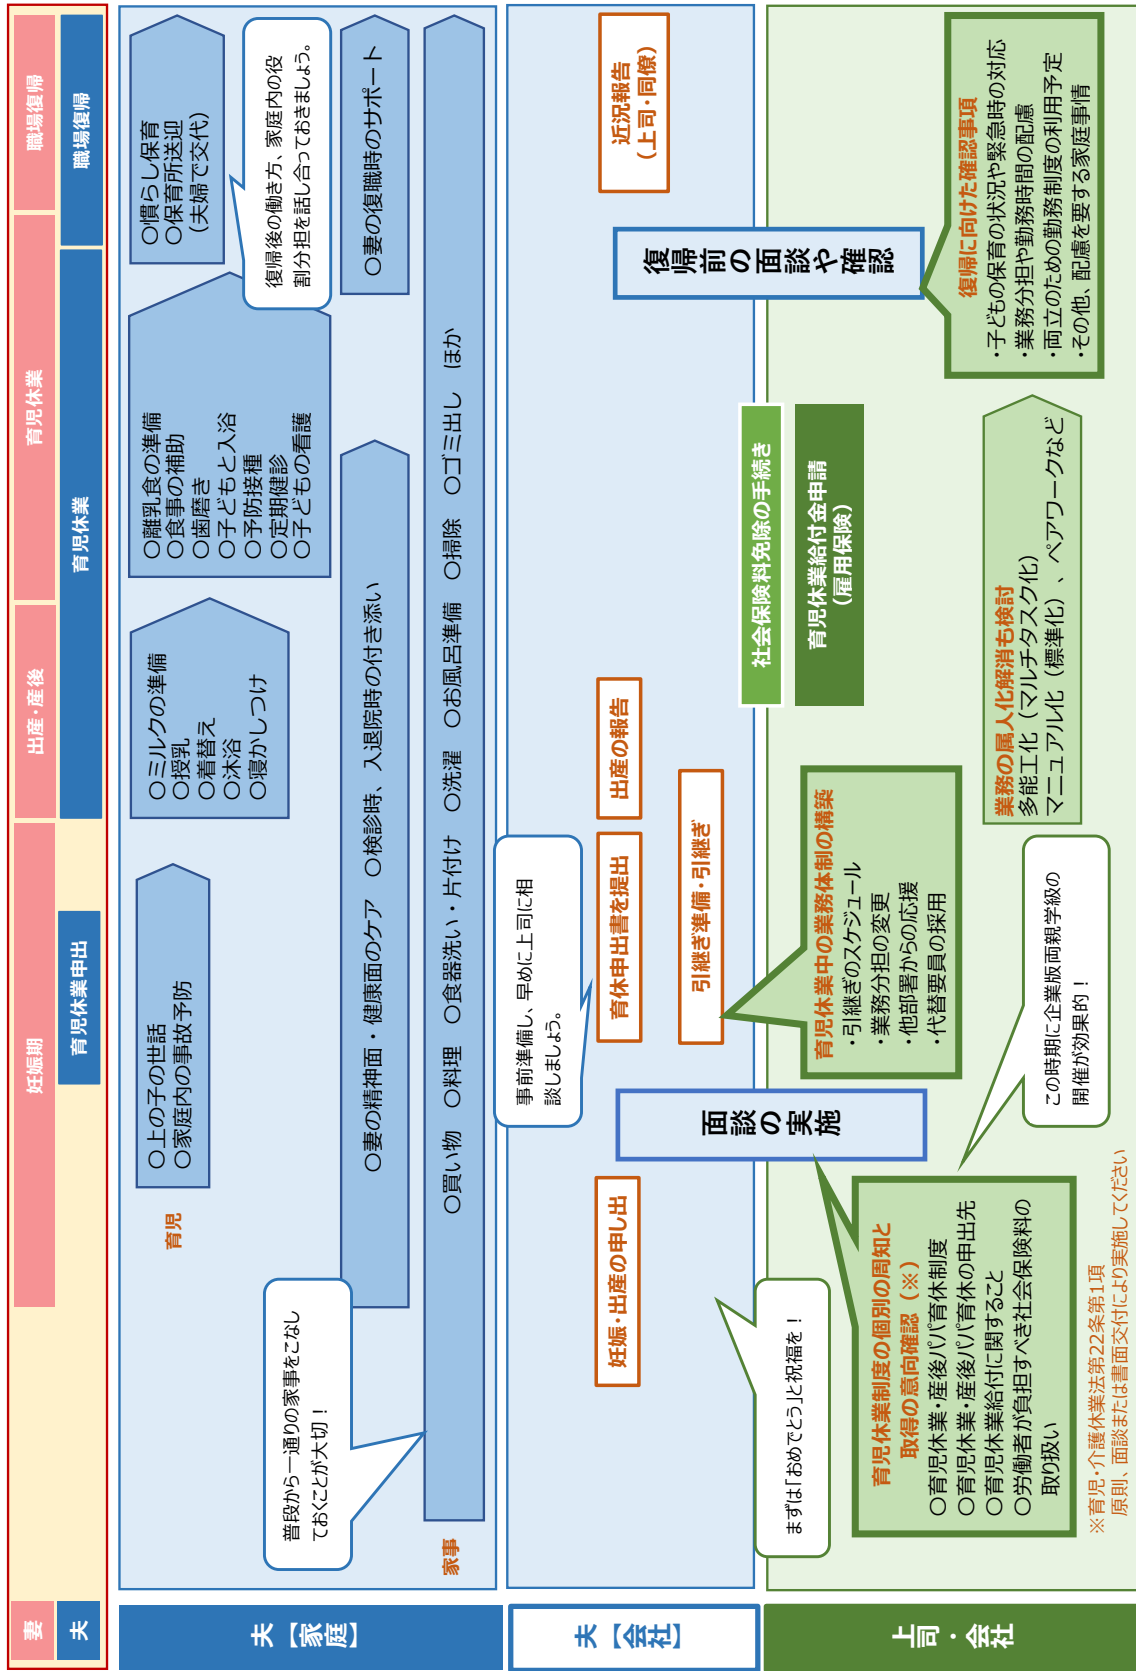 妻
妊娠期
出産・産後
育児休業
職場復帰
夫
育児休業申出
育児休業
職場復帰
夫【家庭】
育児
〇上の子の世話
〇家庭内の事故予防
〇ミルクの準備
〇授乳
〇着替え
〇沐浴
〇寝かしつけ
〇離乳食の準備
〇食事の補助
〇歯磨き
〇子どもと入浴
〇予防接種
〇定期健診
〇子どもの看護
〇慣らし保育
〇保育所送迎
(夫婦で交代)
復帰後の働き方、家庭内の役
割分担を話し合っておきましょう。
普段から一通りの家事をこなし
ておくことが大切！
〇妻の精神面・健康面のケア　〇検診時、入退院時の付き添い
〇妻の復職時のサポート
家事
〇買い物　〇料理　〇食器洗い・片付け　〇洗濯　〇お風呂準備　〇掃除　〇ゴミ出し　ほか
夫【会社】
事前準備し、早めに上司に相
談しましょう。
妊娠・出産の申し出
面談の実施
育休申出書を提出
出産の報告
引継ぎ準備・引継ぎ
復帰前の面談や確認
近況報告
(上司・同僚)
社会保険料免除の手続き
育児休業給付金申請
(雇用保険)
上司・会社
まずは「おめでとう」と祝福を！
育児休業制度の個別の周知と
取得の意向確認（※）
〇育児休業・産後パパ育休制度
〇育児休業・産後パパ育休の申出先
〇育児休業給付に関すること
〇労働者が負担すべき社会保険料の
取り扱い
※育児・介護休業法第22条第1項
原則、面談または書面交付により実施してください
この時期に企業版両親学級の
開催が効果的！
育児休業中の業務体制の構築
・引継ぎのスケジュール
・業務分担の変更
・他部署からの応援
・代替要員の採用
業務の属人化解消も検討
多能工化（マルチタスク化）
マニュアル化（標準化）、ペアワークなど
復帰に向けた確認事項
・子どもの保育の状況や緊急時の対応
・業務分担や勤務時間の配慮
・両立のための勤務制度の利用予定
・その他、配慮を要する家庭事情